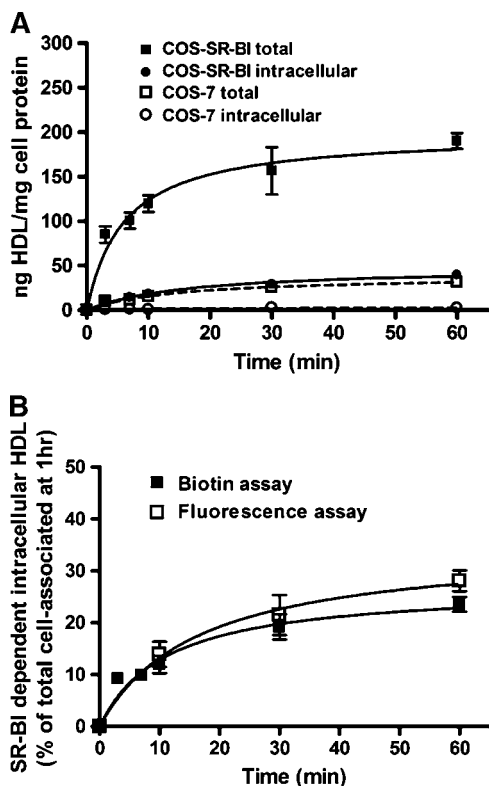 A
COS-SR-BI total
COS-SR-BI intracellular
COS-7 total
COS-7 intracellular
ng HDL/mg cell protein
300
250
200
150
100
50
0
0 10 20 30 40 50 60
Time (min)
B
SR-BI dependent intracellular HDL
(% of total cell-associated at 1hr)
Biotin assay
Fluorescence assay
50
40
30
20
10
0
0 10 20 30 40 50 60
Time (min)